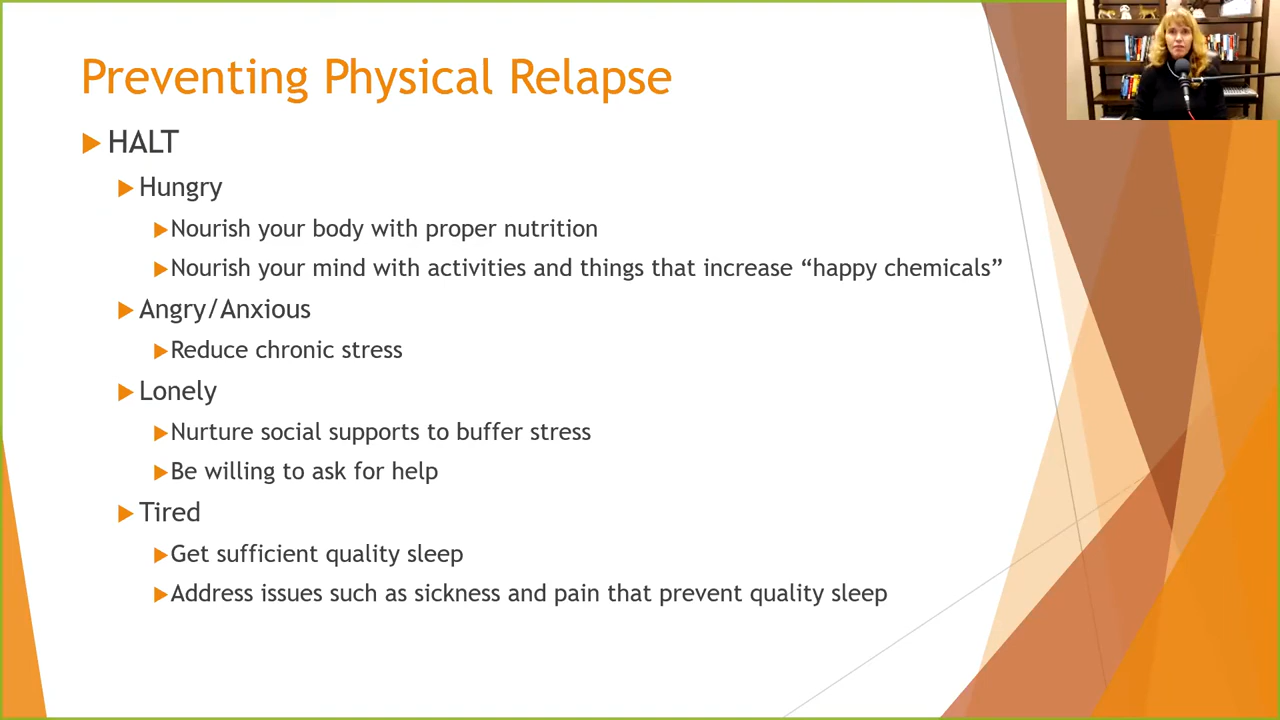 Preventing Physical Relapse
HALT
Hungry
Nourish your body with proper nutrition
Nourish your mind with activities and things that increase “happy chemicals”
Angry/Anxious
Reduce chronic stress
Lonely
Nurture social supports to buffer stress
Be willing to ask for help
Tired
Get sufficient quality sleep
Address issues such as sickness and pain that prevent quality sleep